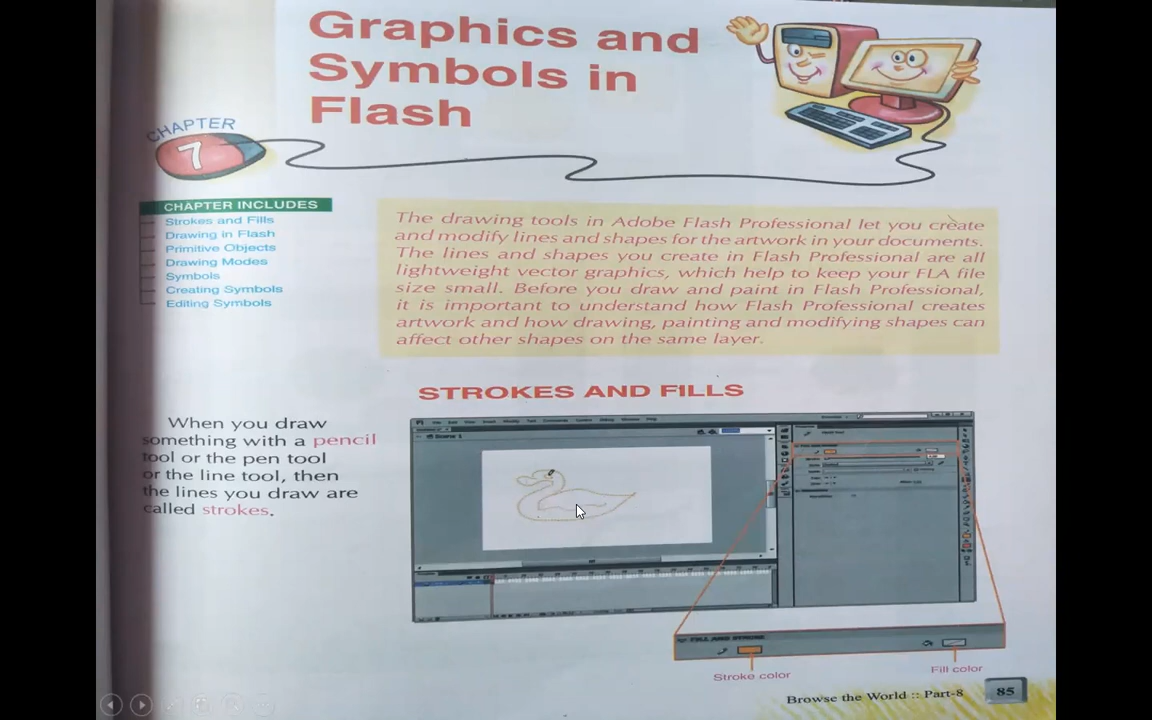 Graphics and
Symbols in
Flash
CHAPTER
7
CHAPTER INCLUDES
Strokes and Fills
Drawing in Flash
Primitive Objects
Drawing Modes
Symbols
Creating Symbols
Editing Symbols
The drawing tools in Adobe Flash Professional let you create
and modify lines and shapes for the artwork in your documents.
The lines and shapes you create in Flash Professional are all
lightweight vector graphics, which help to keep your FLA file
size small. Before you draw and paint in Flash Professional,
it is important to understand how Flash Professional creates
artwork and how drawing, painting and modifying shapes can
affect other shapes on the same layer.
STROKES AND FILLS
When you draw
something with a pencil
tool or the pen tool
or the line tool, then
the lines you draw are
called strokes.
Scene 1
FILL AND STROKE
Stroke color
Fill color
Browse the World :: Part-8
85